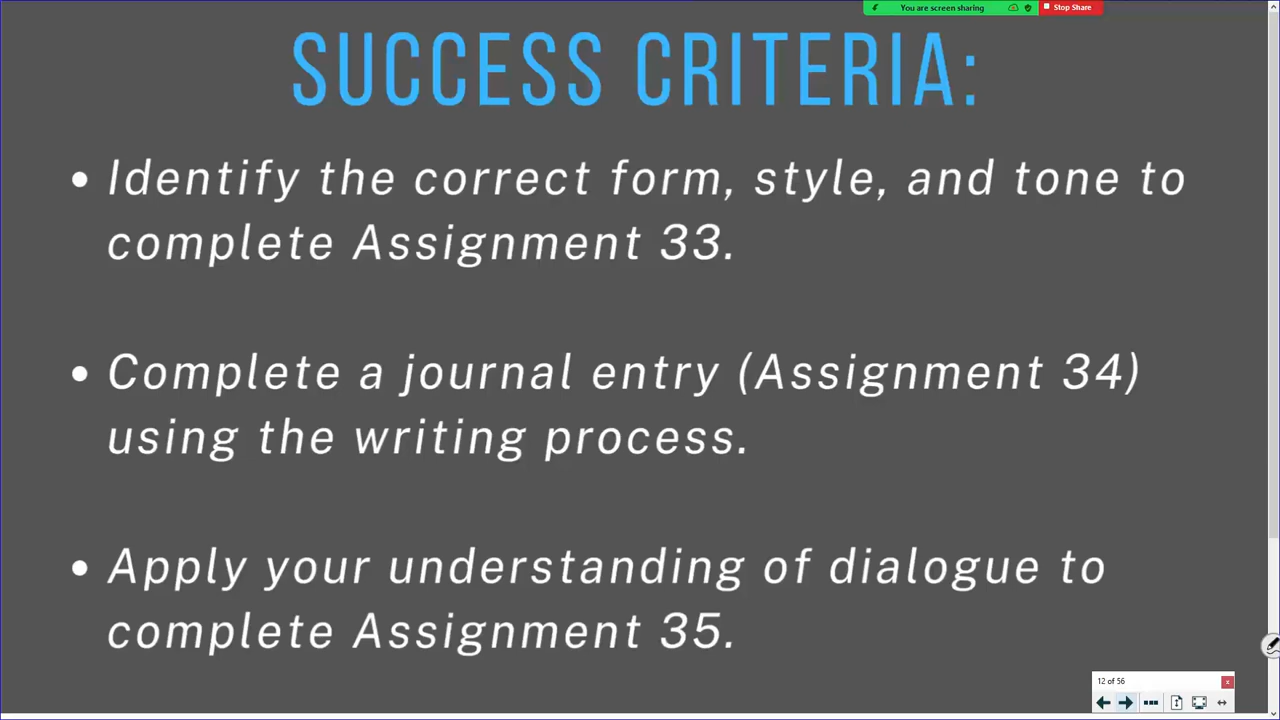 You are screen sharing
Stop Share
SUCCESS CRITERIA:
• Identify the correct form, style, and tone to
complete Assignment 33.
• Complete a journal entry (Assignment 34)
using the writing process.
• Apply your understanding of dialogue to
complete Assignment 35.
12 of 56